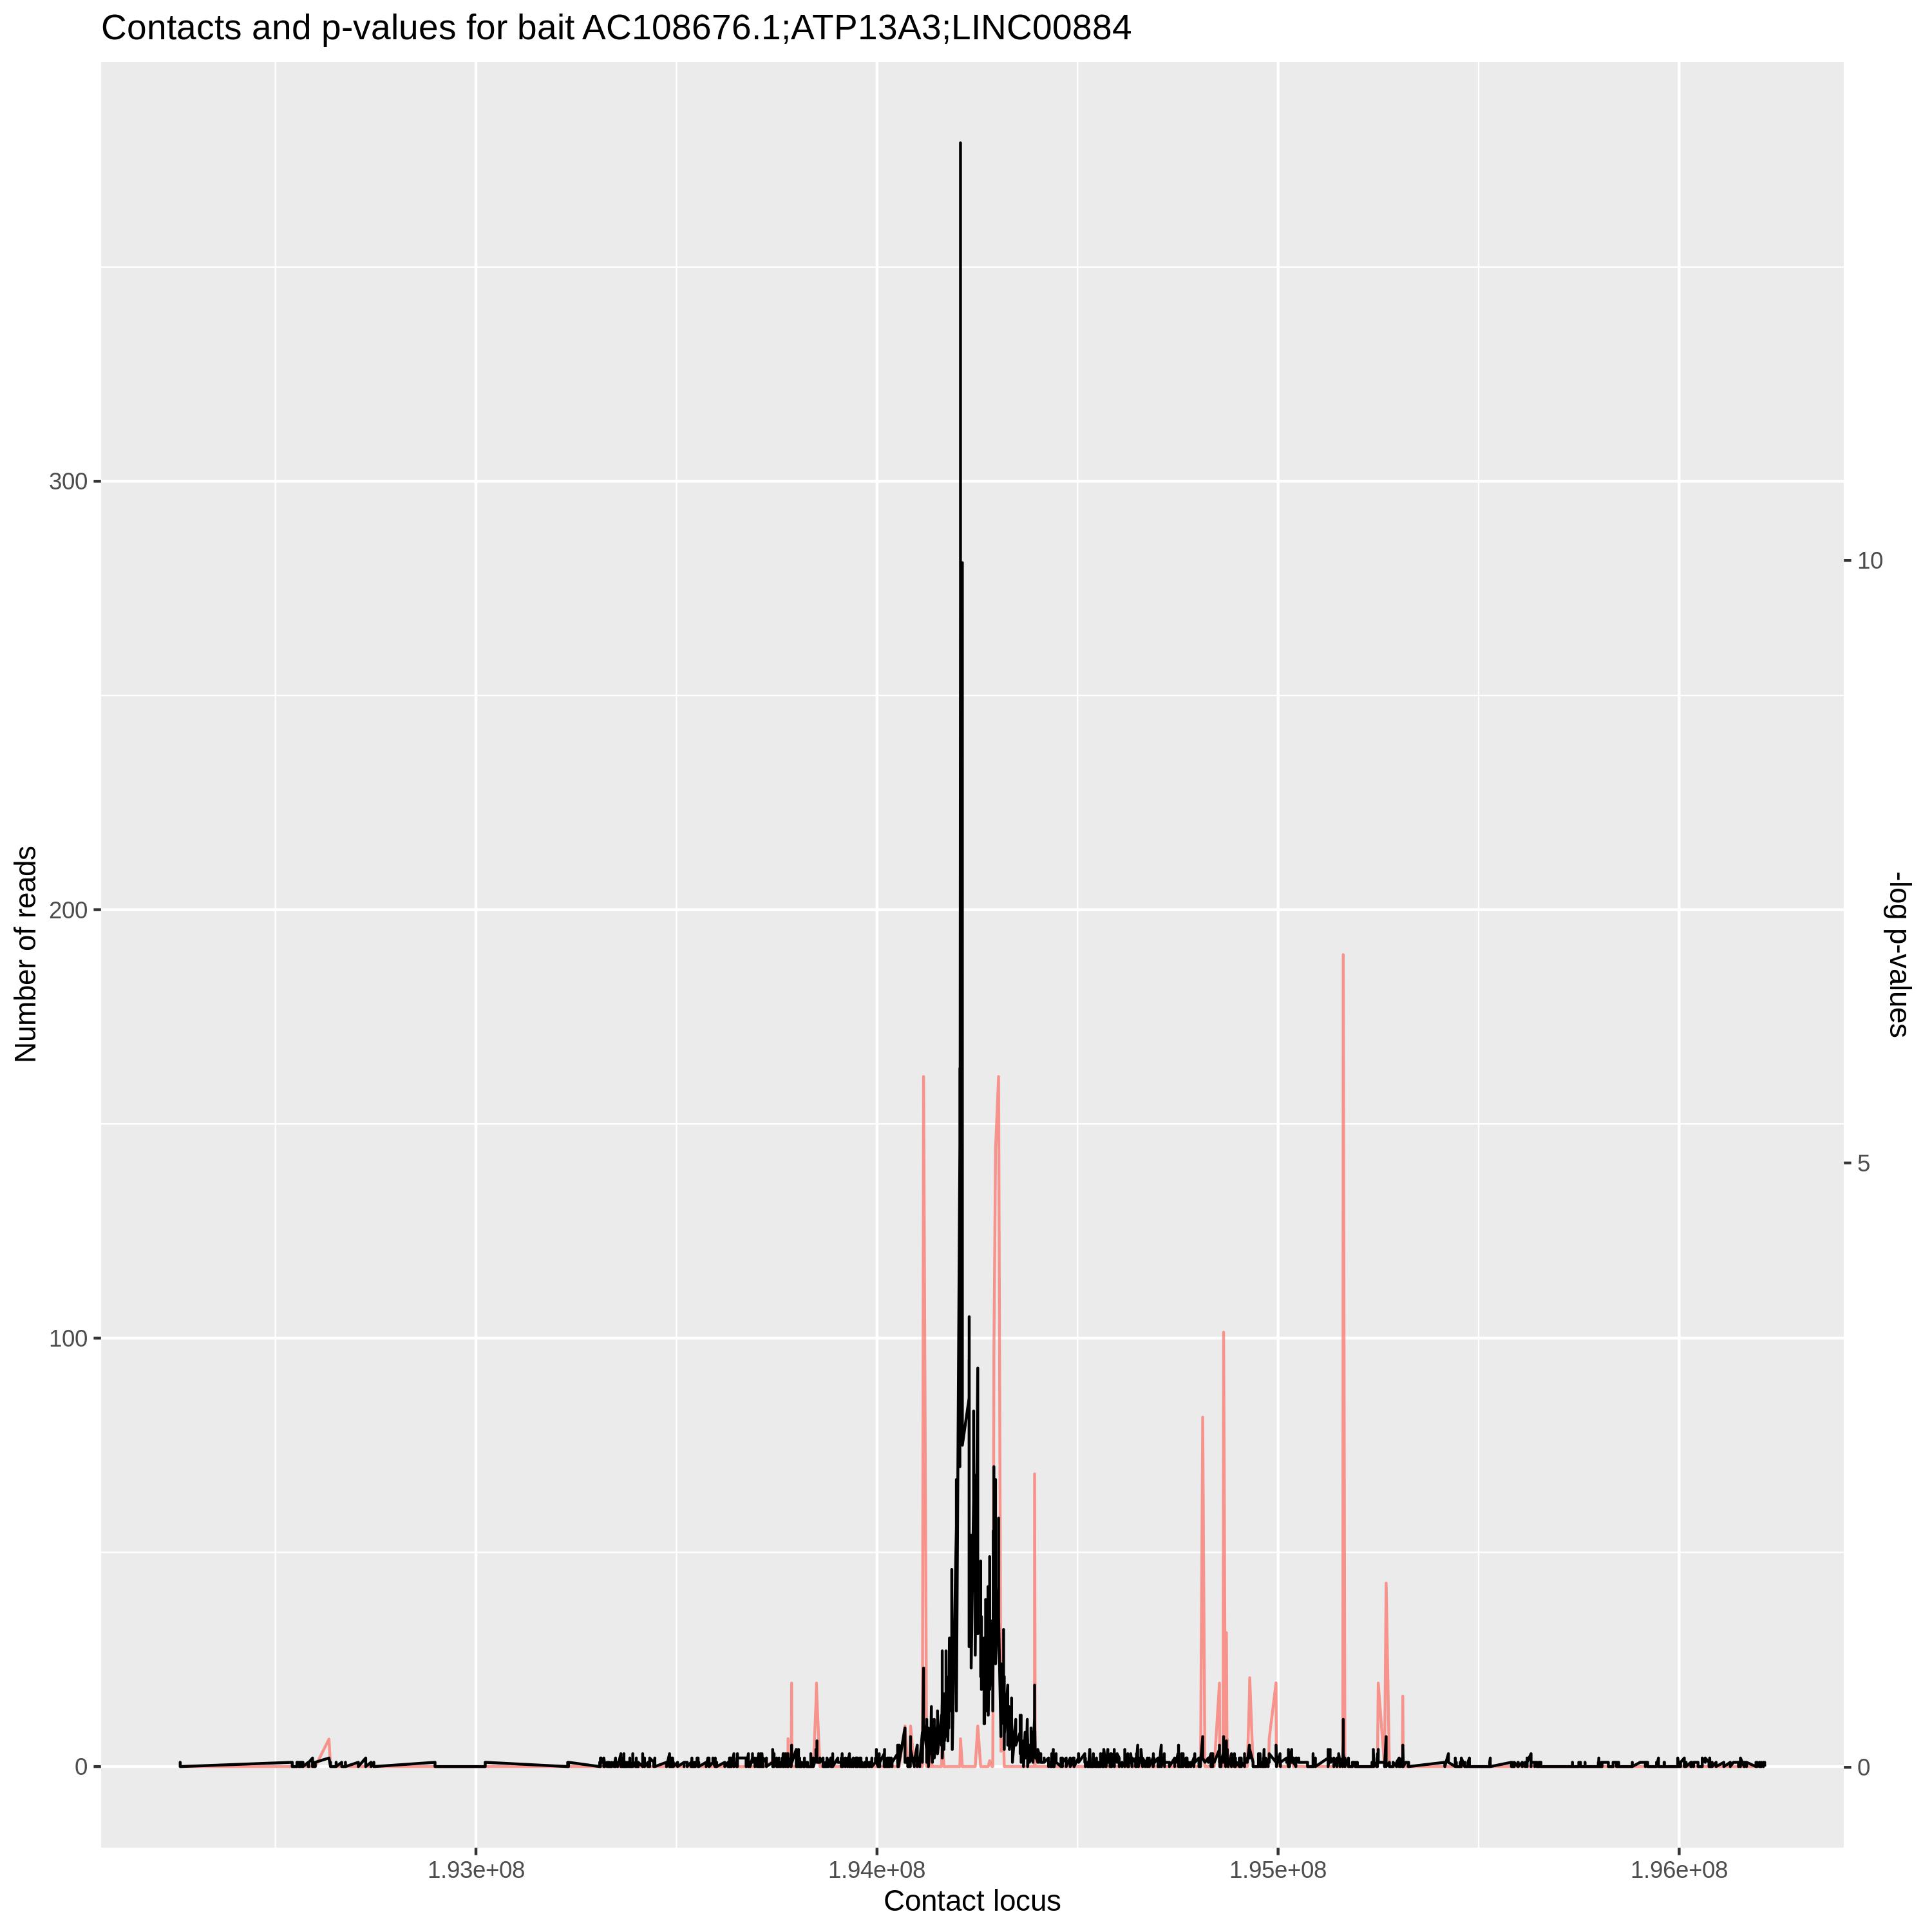 Contacts and p-values for bait AC108676.1;ATP13A3;LINC00884
300
200
100
0
Number of reads
10
5
0
-log p-values
1.93e+08 1.94e+08 1.95e+08 1.96e+08
Contact locus